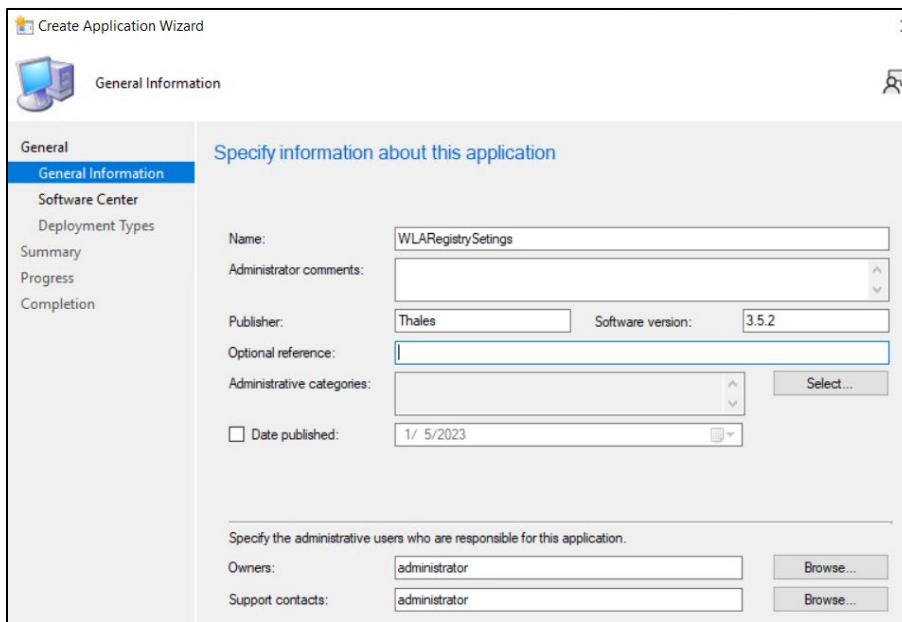 Create Application Wizard
General Information
General
General Information
Software Center
Deployment Types
Summary
Progress
Completion
Specify information about this application
Name: WLARegistrySetings
Administrator comments:
Publisher: Thales Software version: 3.5.2
Optional reference:
Administrative categories: Select...
Date published: 1/ 5/2023
Specify the administrative users who are responsible for this application.
Owners: administrator Browse...
Support contacts: administrator Browse...